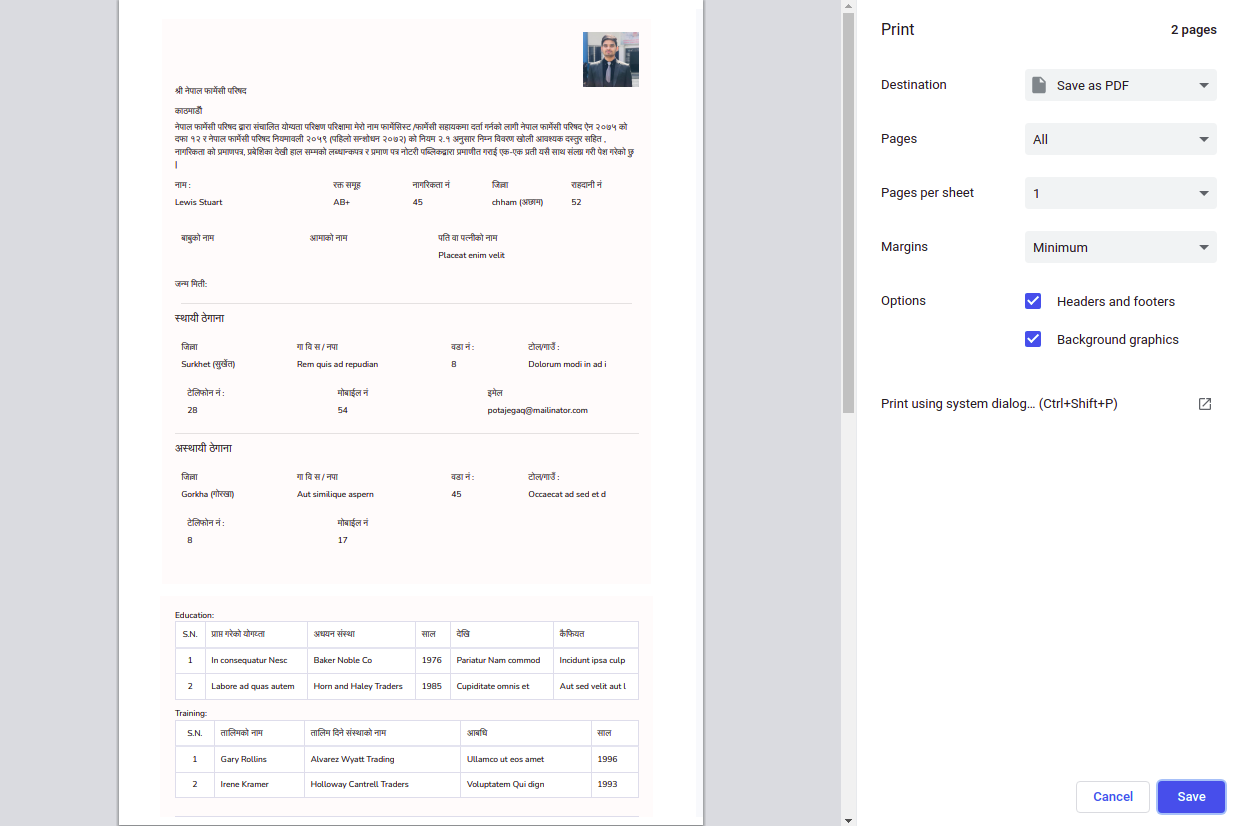 श्री नेपाल फार्मेसी परिषद
काठमाडौँ
नेपाल फार्मेसी परिषद द्वारा संचालित योग्यता परिक्षण परिक्षामा मेरो नाम फार्मेसिस्ट /फार्मेसी सहायकमा दर्ता गर्नको लागी नेपाल फार्मेसी परिषद ऐन २०७५ को
दफा १२ र नेपाल फार्मेसी परिषद नियमावली २०५९ (पहिलो सन्शोधन २०७२) को नियम २.१ अनुसार निम्न विवरण खोली आवश्यक दस्तुर सहित ,
नागरिकता को प्रमाणपत्र, प्रबेशिका देखी हाल सम्मको लब्धान्कपत्र र प्रमाण पत्र नोटरी पब्लिकद्वारा प्रमाणीत गराई एक-एक प्रती यसै साथ संलग्न गरी पेश गरेको छु
|
नाम : रक्त समूह नागरिकता नं जिल्ला राहदानी नं
Lewis Stuart AB+ 45 chham (अछाम) 52
बाबुको नाम आमाको नाम पति वा पत्नीको नाम
Placeat enim velit
जन्म मिती:
स्थायी ठेगाना
जिल्ला गा वि स / नपा वडा नं : टोल/गाउँ :
Surkhet (सुर्खेत) Rem quis ad repudian 8 Dolorum modi in ad i
टेलिफोन नं : मोबाईल नं इमेल
28 54 potajegaq@mailinator.com
अस्थायी ठेगाना
जिल्ला गा वि स / नपा वडा नं : टोल/गाउँ :
Gorkha (गोरखा) Aut similique aspern 45 Occaecat ad sed et d
टेलिफोन नं : मोबाईल नं
8 17
Education:
S.N. प्राप्त गरेको योगय्ता अधयन संस्था साल देखि कैफियत
1 In consequatur Nesc Baker Noble Co 1976 Pariatur Nam commod Incidunt ipsa culp
2 Labore ad quas autem Horn and Haley Traders 1985 Cupiditate omnis et Aut sed velit aut l
Training:
S.N. तालिमको नाम तालिम दिने संस्थाको नाम आबधि साल
1 Gary Rollins Alvarez Wyatt Trading Ullamco ut eos amet 1996
2 Irene Kramer Holloway Cantrell Traders Voluptatem Qui dign 1993
Print 2 pages
Destination Save as PDF
Pages All
Pages per sheet 1
Margins Minimum
Options Headers and footers
Background graphics
Print using system dialog... (Ctrl+Shift+P)
Cancel Save